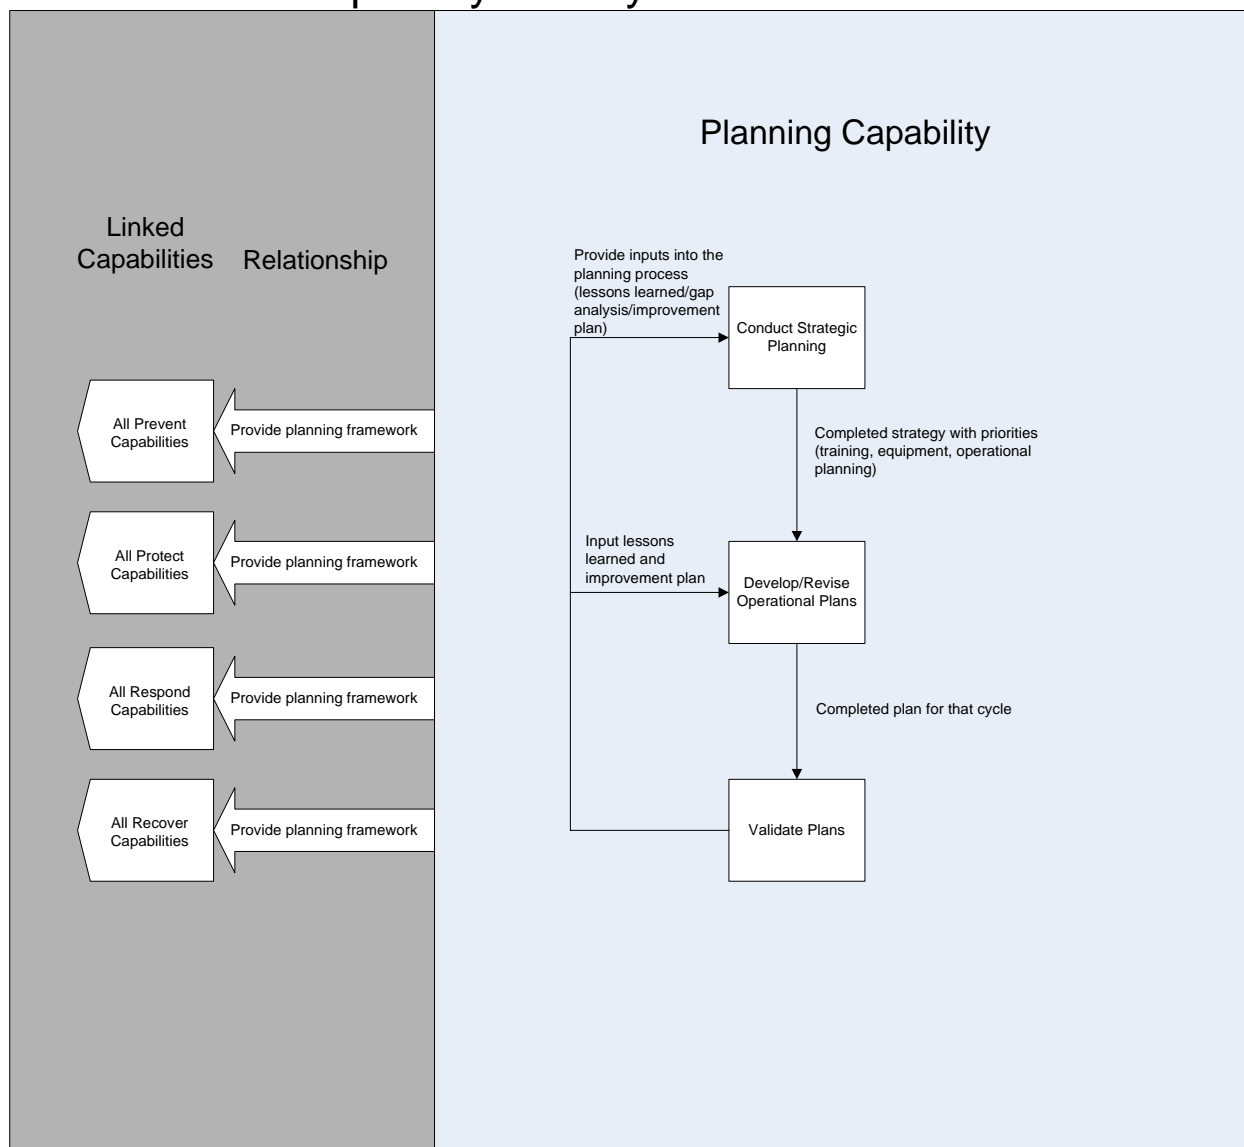 Planning Capability
Linked
Capabilities
Relationship
Provide inputs into the
planning process
(lessons learned/gap
analysis/improvement
plan)
Conduct Strategic
Planning
All Prevent
Capabilities
Provide planning framework
Completed strategy with priorities
(training, equipment, operational
planning)
All Protect
Capabilities
Provide planning framework
Input lessons
learned and
improvement plan
Develop/Revise
Operational Plans
All Respond
Capabilities
Provide planning framework
Completed plan for that cycle
All Recover
Capabilities
Provide planning framework
Validate Plans